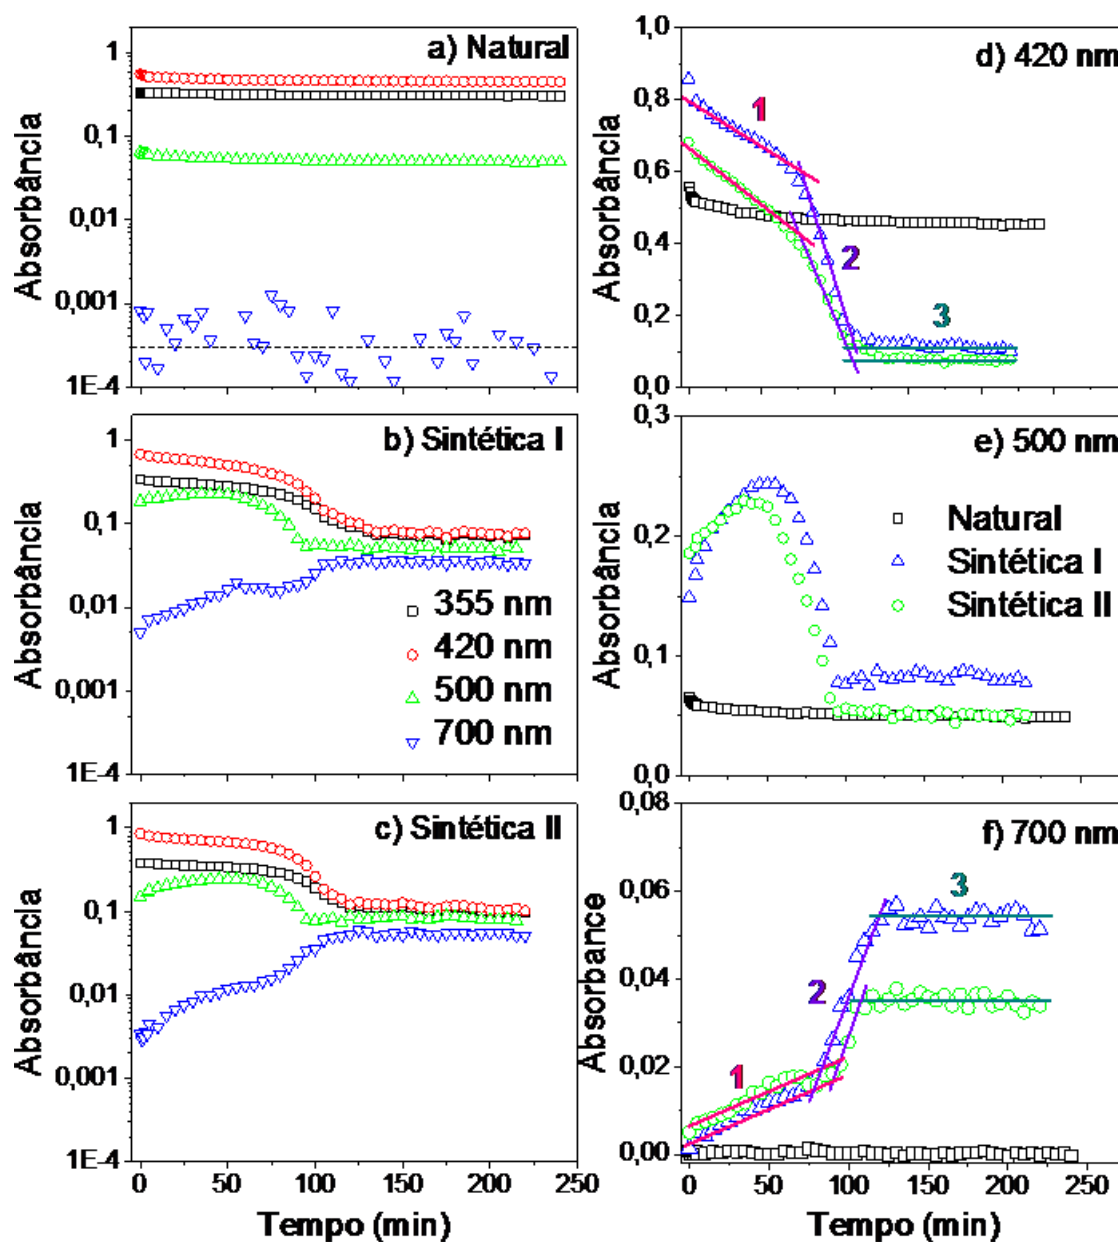 a) Natural
Absorbância
1
0,1
0,01
0,001
1E-4
b) Sintética I
Absorbância
1
0,1
0,01
0,001
1E-4
355 nm
420 nm
500 nm
700 nm
c) Sintética II
Absorbância
1
0,1
0,01
0,001
1E-4
0 50 100 150 200 250
Tempo (min)
d) 420 nm
Absorbância
1,0
0,8
0,6
0,4
0,2
0,0
1
2
3
e) 500 nm
Absorbância
0,3
0,2
0,1
0,0
Natural
Sintética I
Sintética II
f) 700 nm
Absorbance
0,08
0,06
0,04
0,02
0,00
1
2
3
0 50 100 150 200 250
Tempo (min)